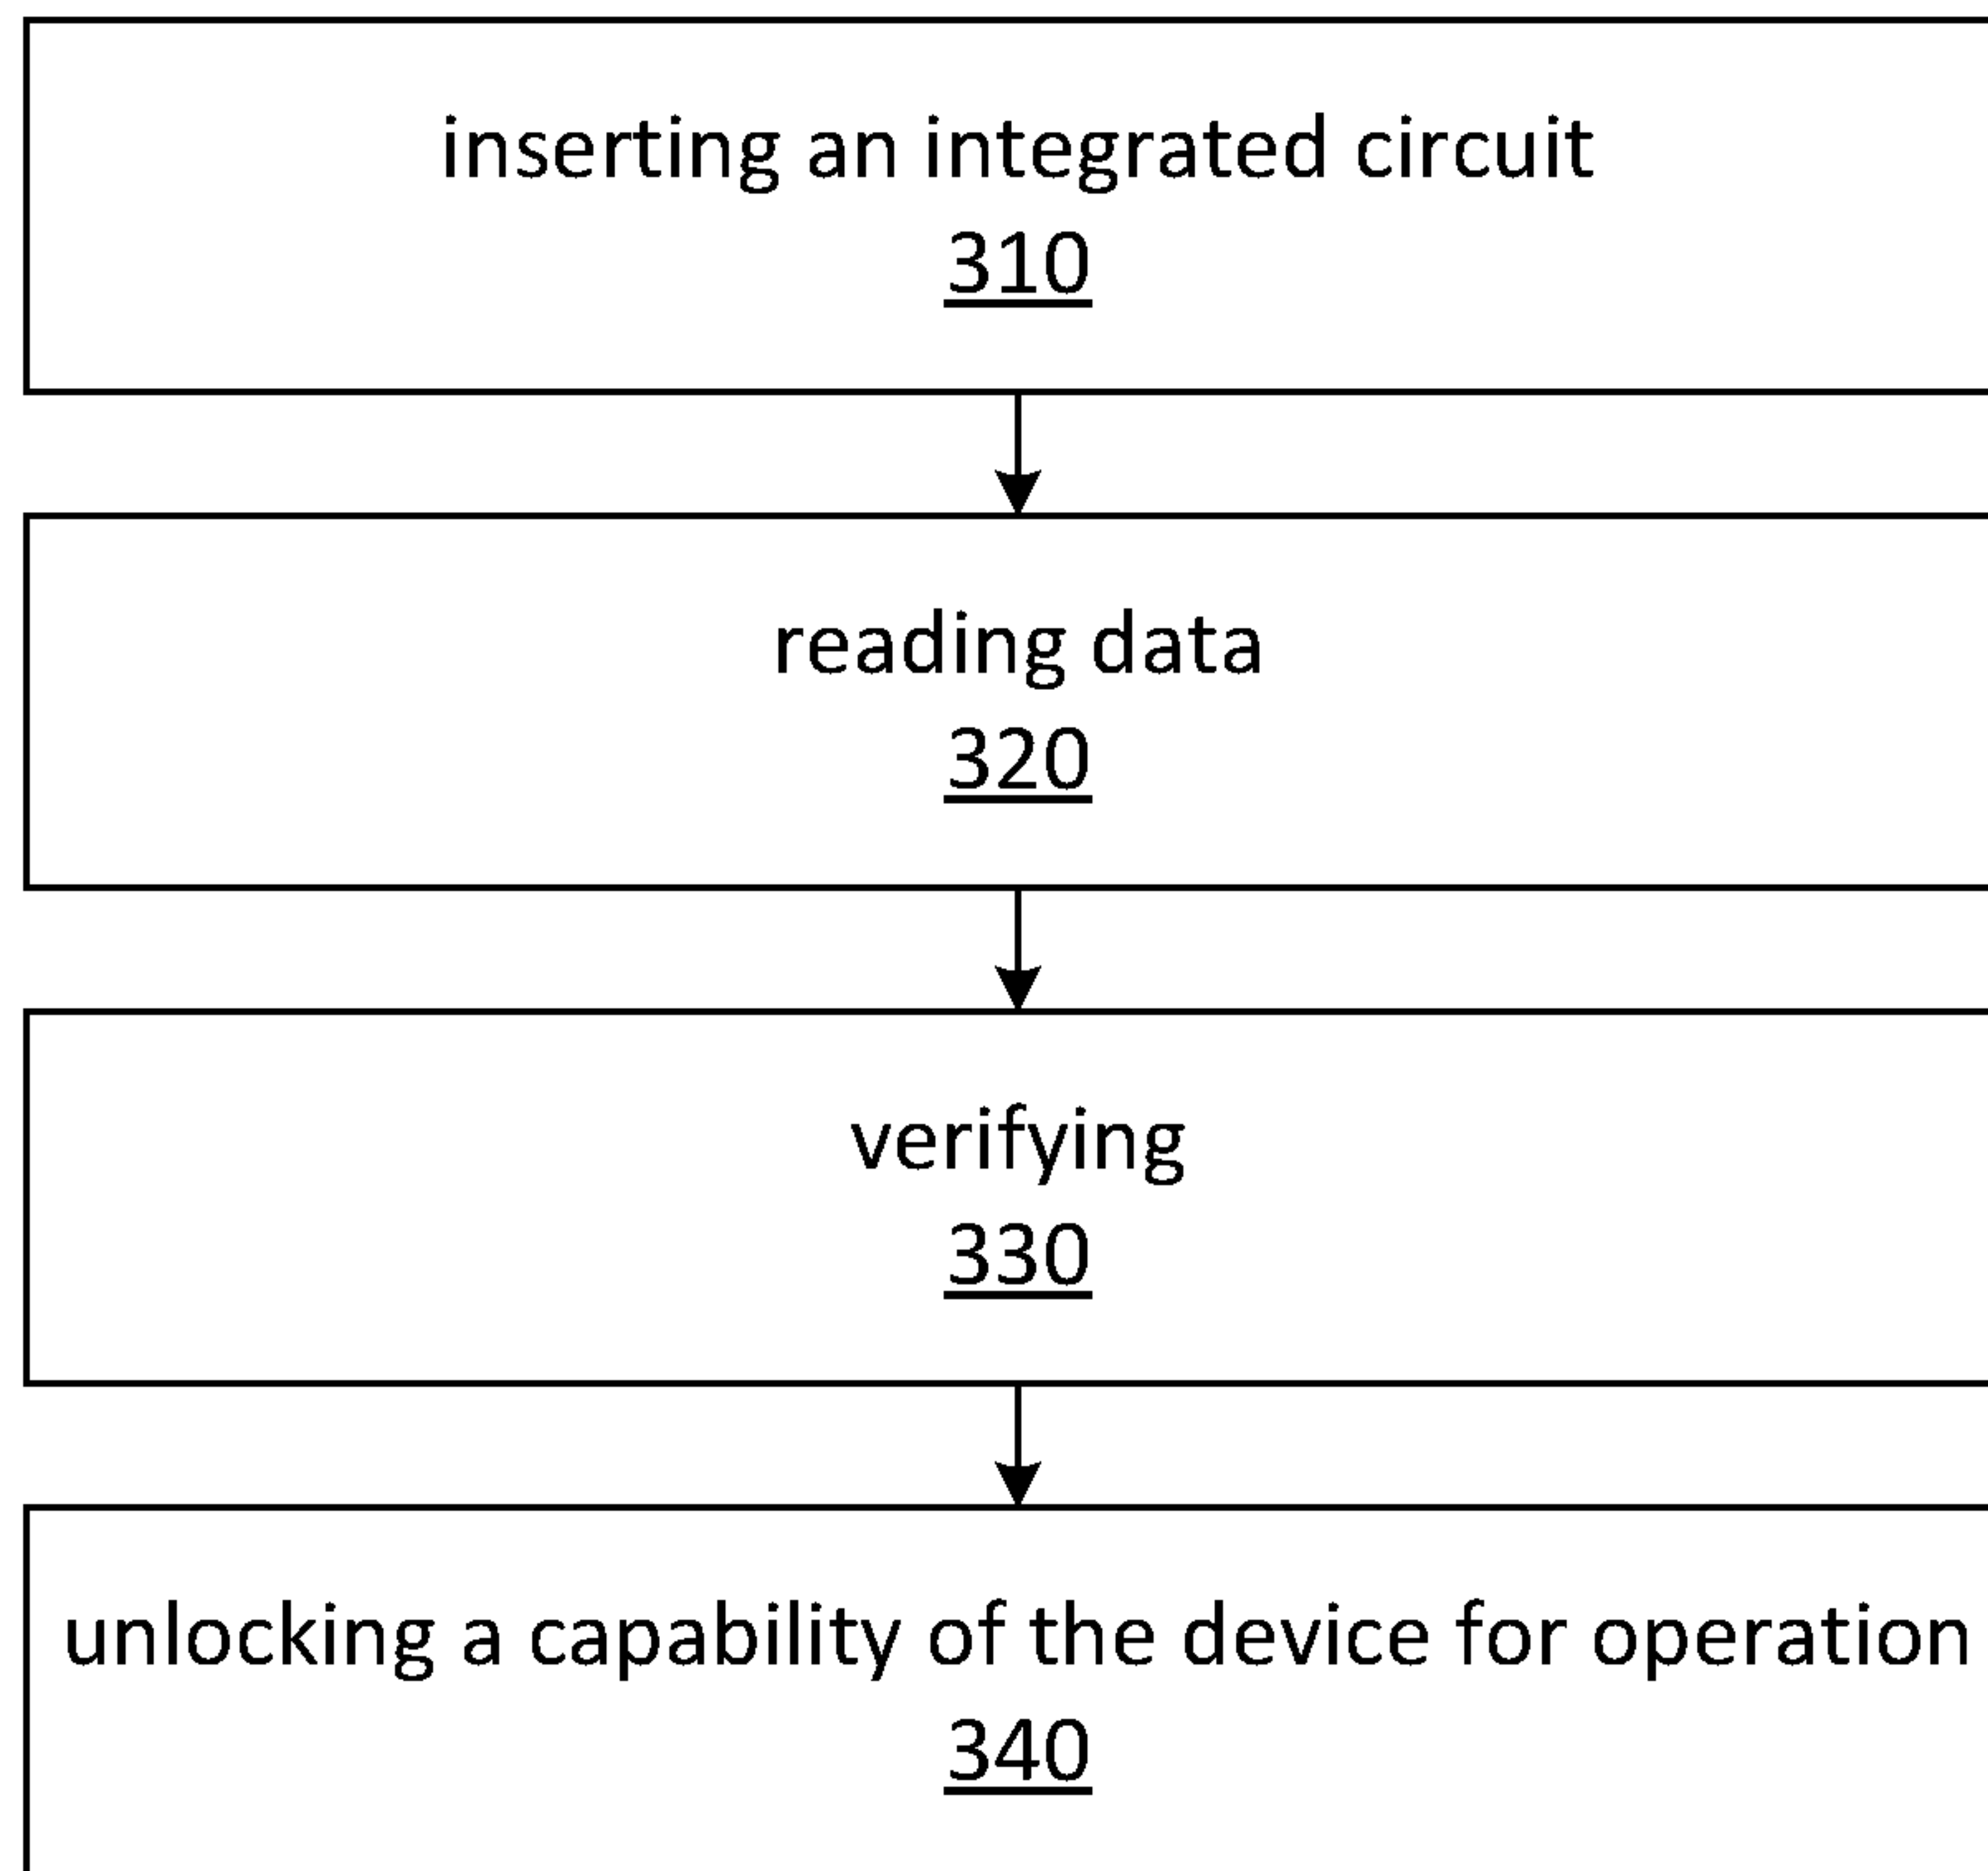 inserting an integrated circuit
310
reading data
320
verifying
330
unlocking a capability of the device for operation
340